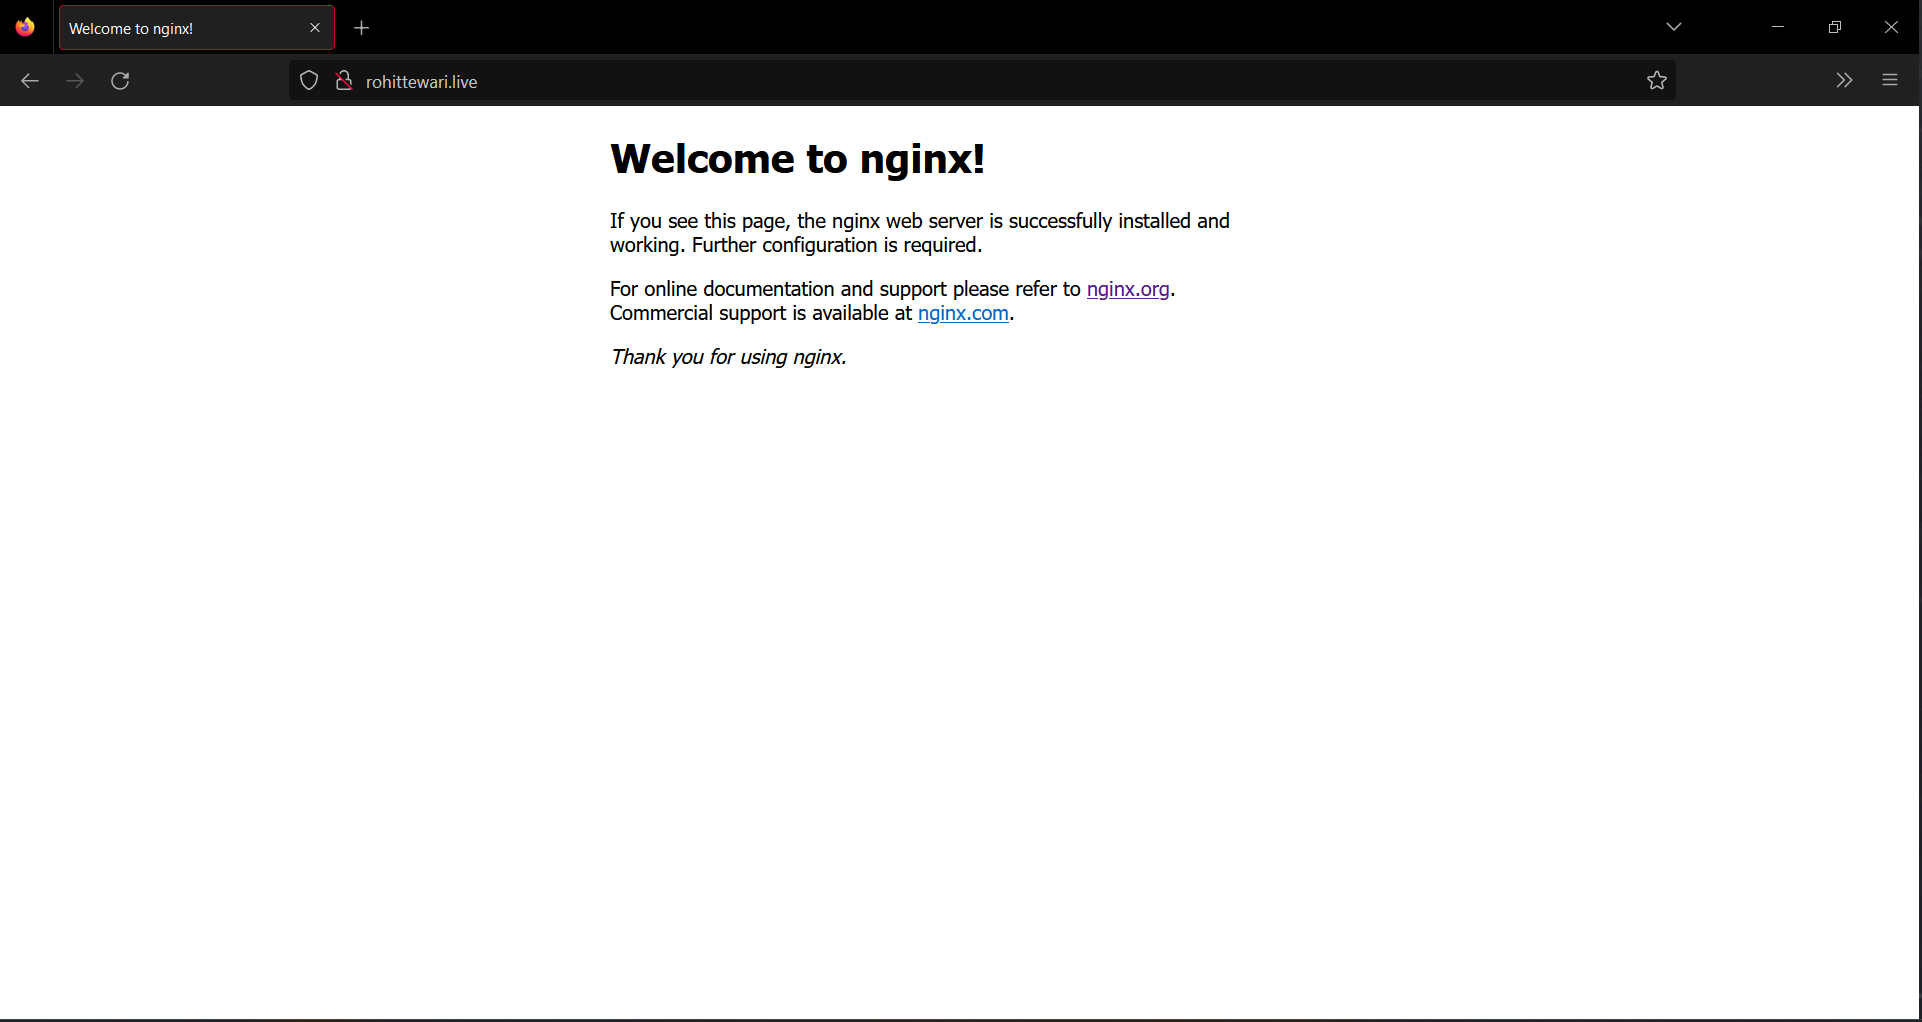 Welcome to nginx!
rohittewari.live
Welcome to nginx!
If you see this page, the nginx web server is successfully installed and
working. Further configuration is required.
For online documentation and support please refer to nginx.org.
Commercial support is available at nginx.com.
Thank you for using nginx.